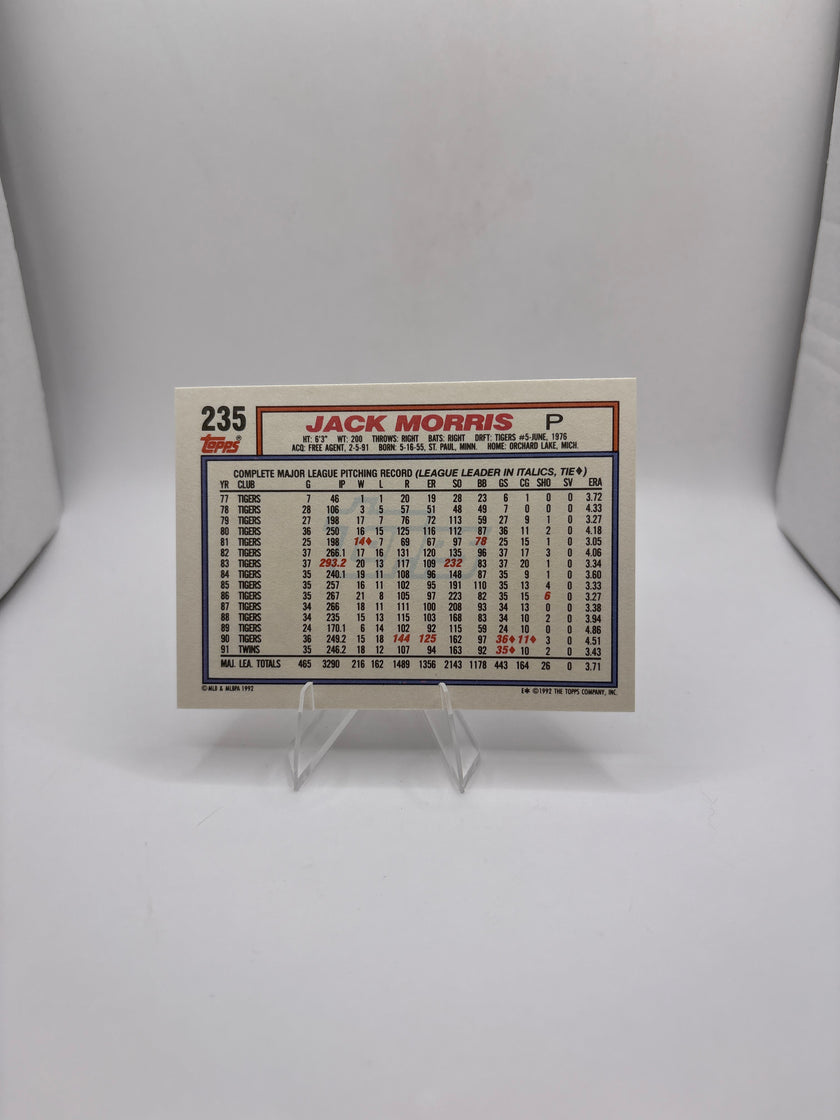 235 JACK MORRIS P
Topps®
HT: 6'3" WT: 200 THROWS: RIGHT BATS: RIGHT DRFT: TIGERS #5-JUNE, 1976
ACQ: FREE AGENT, 2-5-91 BORN: 5-16-55, ST. PAUL, MINN. HOME: ORCHARD LAKE, MICH.
COMPLETE MAJOR LEAGUE PITCHING RECORD (LEAGUE LEADER IN ITALICS, TIE♦)
YR CLUB G IP W L R ER SO BB GS CG SHO SV ERA
77 TIGERS 7 46 1 1 20 19 28 23 6 1 0 0 3.72
78 TIGERS 28 106 3 5 57 51 48 49 7 0 0 0 4.33
79 TIGERS 27 198 17 7 76 72 113 59 27 9 1 0 3.27
80 TIGERS 36 250 16 15 125 116 112 87 36 11 2 0 4.18
81 TIGERS 25 198 14♦ 7 69 67 97 78 25 15 1 0 3.05
82 TIGERS 37 266.1 17 16 131 120 135 96 37 17 3 0 4.06
83 TIGERS 37 293.2 20 13 117 109 232 83 37 20 1 0 3.34
84 TIGERS 35 240.1 19 11 108 96 148 87 35 9 1 0 3.60
85 TIGERS 35 257 16 11 102 95 191 110 35 13 4 0 3.33
86 TIGERS 35 267 21 8 105 97 223 82 35 15 6 0 3.27
87 TIGERS 34 266 18 11 111 100 208 93 34 13 0 0 3.38
88 TIGERS 34 235 15 13 115 103 168 83 34 10 2 0 3.94
89 TIGERS 24 170.1 6 14 102 92 115 59 24 10 0 0 4.86
90 TIGERS 36 249.2 15 18 144 125 162 97 36♦ 11♦ 3 0 4.51
91 TWINS 35 246.2 18 12 107 94 163 92 35♦ 10 2 0 3.43
MAJ. LEA. TOTALS 465 3290 216 162 1489 1356 2143 1178 443 164 26 0 3.71
© MLB & MLBPA 1992 E✱ ©1992 THE TOPPS COMPANY, INC.